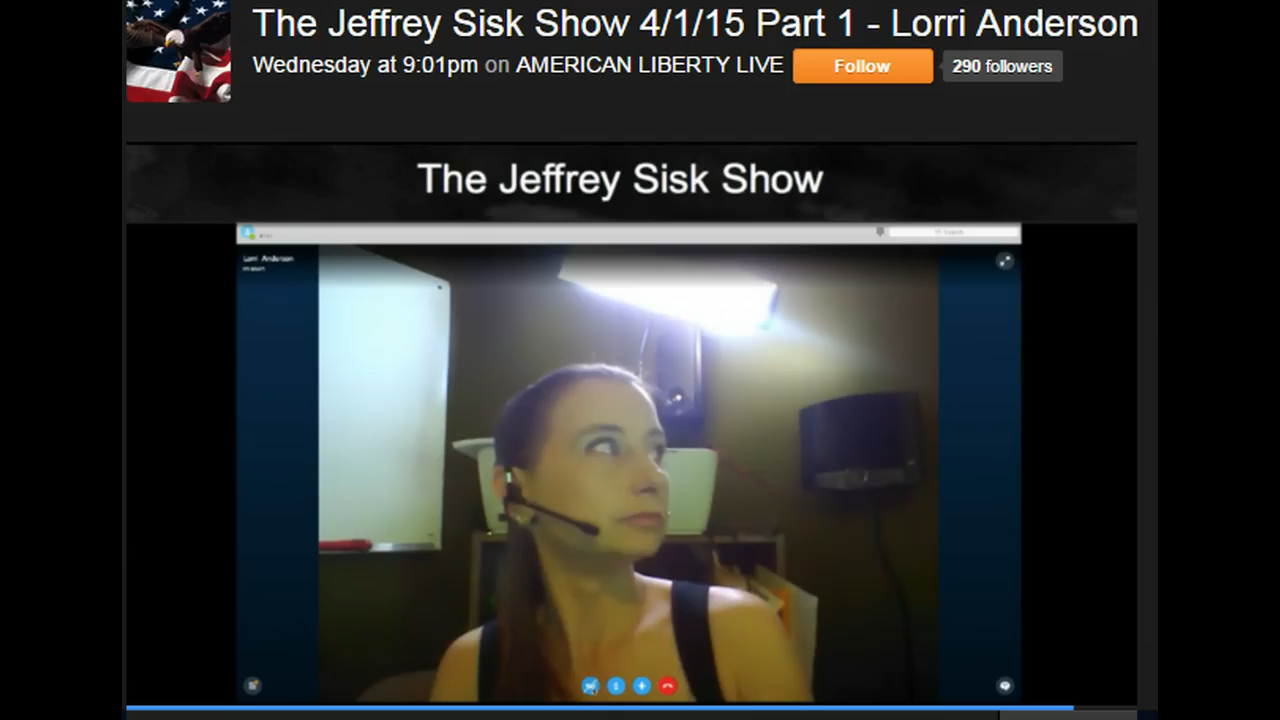 The Jeffrey Sisk Show 4/1/15 Part 1 - Lorri Anderson
Wednesday at 9:01pm on AMERICAN LIBERTY LIVE Follow 290 followers
The Jeffrey Sisk Show
Lorri Anderson